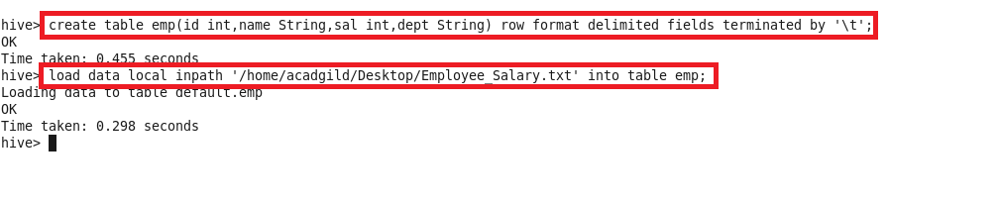 hive> create table emp(id int,name String,sal int,dept String) row format delimited fields terminated by '\t';
OK
Time taken: 0.455 seconds
hive> load data local inpath '/home/acadgild/Desktop/Employee_Salary.txt' into table emp;
Loading data to table default.emp
OK
Time taken: 0.298 seconds
hive>